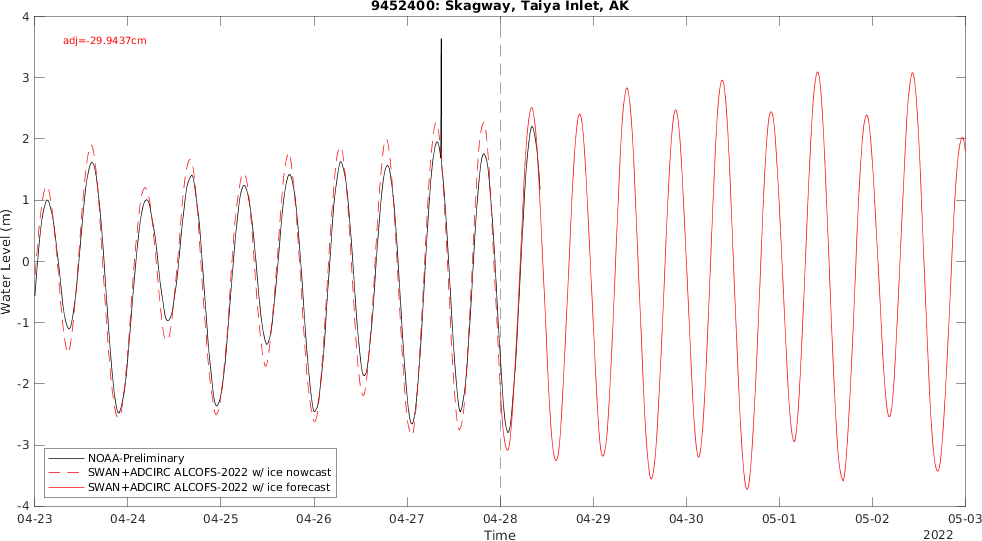 9452400: Skagway, Taiya Inlet, AK
adj=-29.9437cm
4
3
2
1
0
-1
-2
-3
-4
Water Level (m)
NOAA-Preliminary
SWAN+ADCIRC ALCOFS-2022 w/ ice nowcast
SWAN+ADCIRC ALCOFS-2022 w/ ice forecast
04-23 04-24 04-25 04-26 04-27 04-28 04-29 04-30 05-01 05-02 05-03
Time
2022